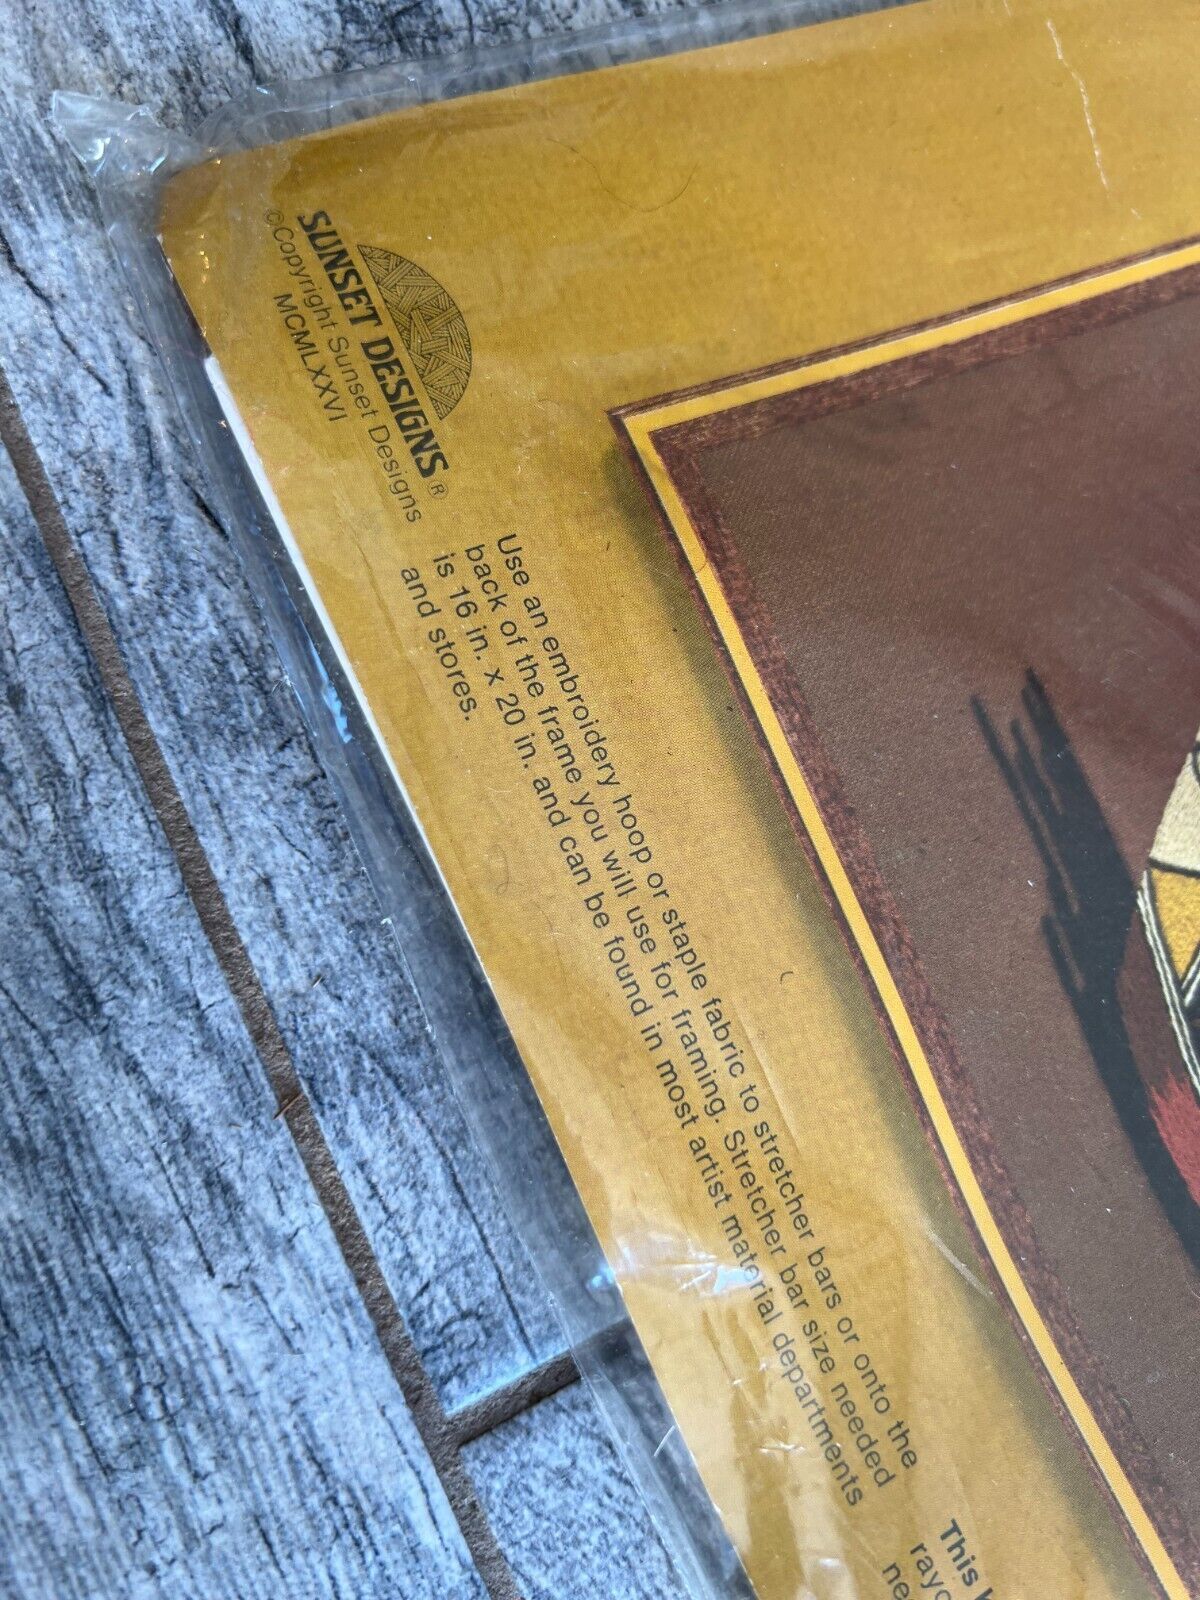 SUNSET DESIGNS®
© Copyright Sunset Designs
MCMLXXVI
Use an embroidery hoop or staple fabric to stretcher bars or onto the
back of the frame you will use for framing. Stretcher bar size needed
is 16 in. x 20 in. and can be found in most artist material departments
and stores.
This